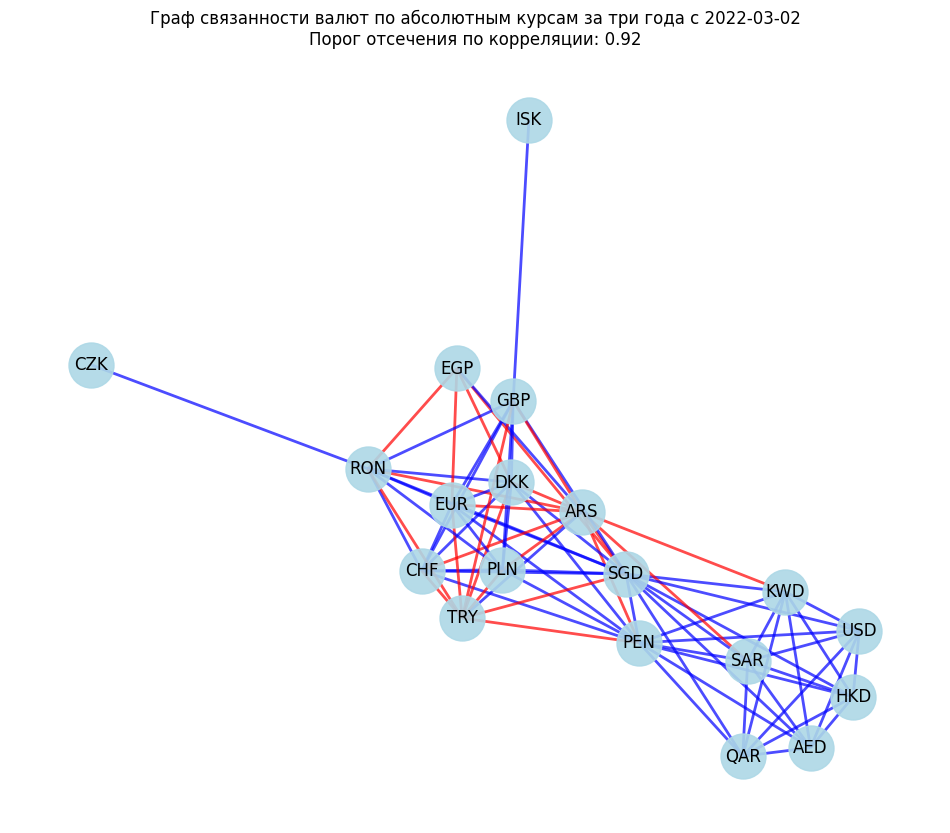 Граф связанности валют по абсолютным курсам за три года с 2022-03-02
Порог отсечения по корреляции: 0.92
ISK
CZK
EGP
GBP
RON
DKK
EUR
ARS
CHF
PLN
SGD
KWD
TRY
USD
PEN
SAR
HKD
AED
QAR